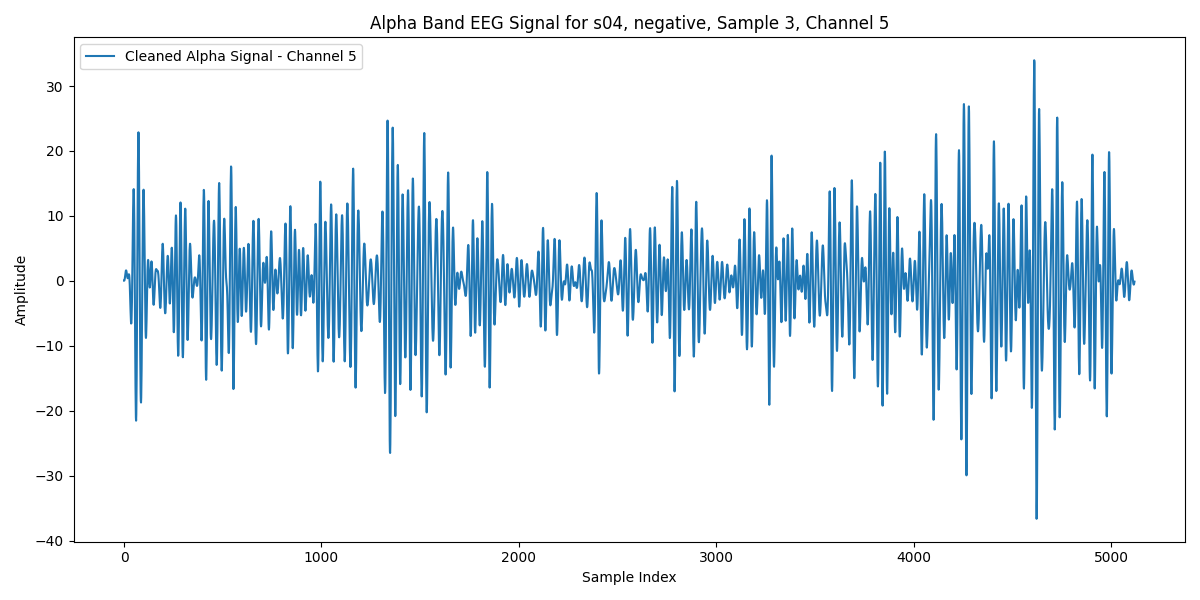 Alpha Band EEG Signal for s04, negative, Sample 3, Channel 5
Cleaned Alpha Signal - Channel 5
Amplitude
30
20
10
0
−10
−20
−30
−40
0 1000 2000 3000 4000 5000
Sample Index